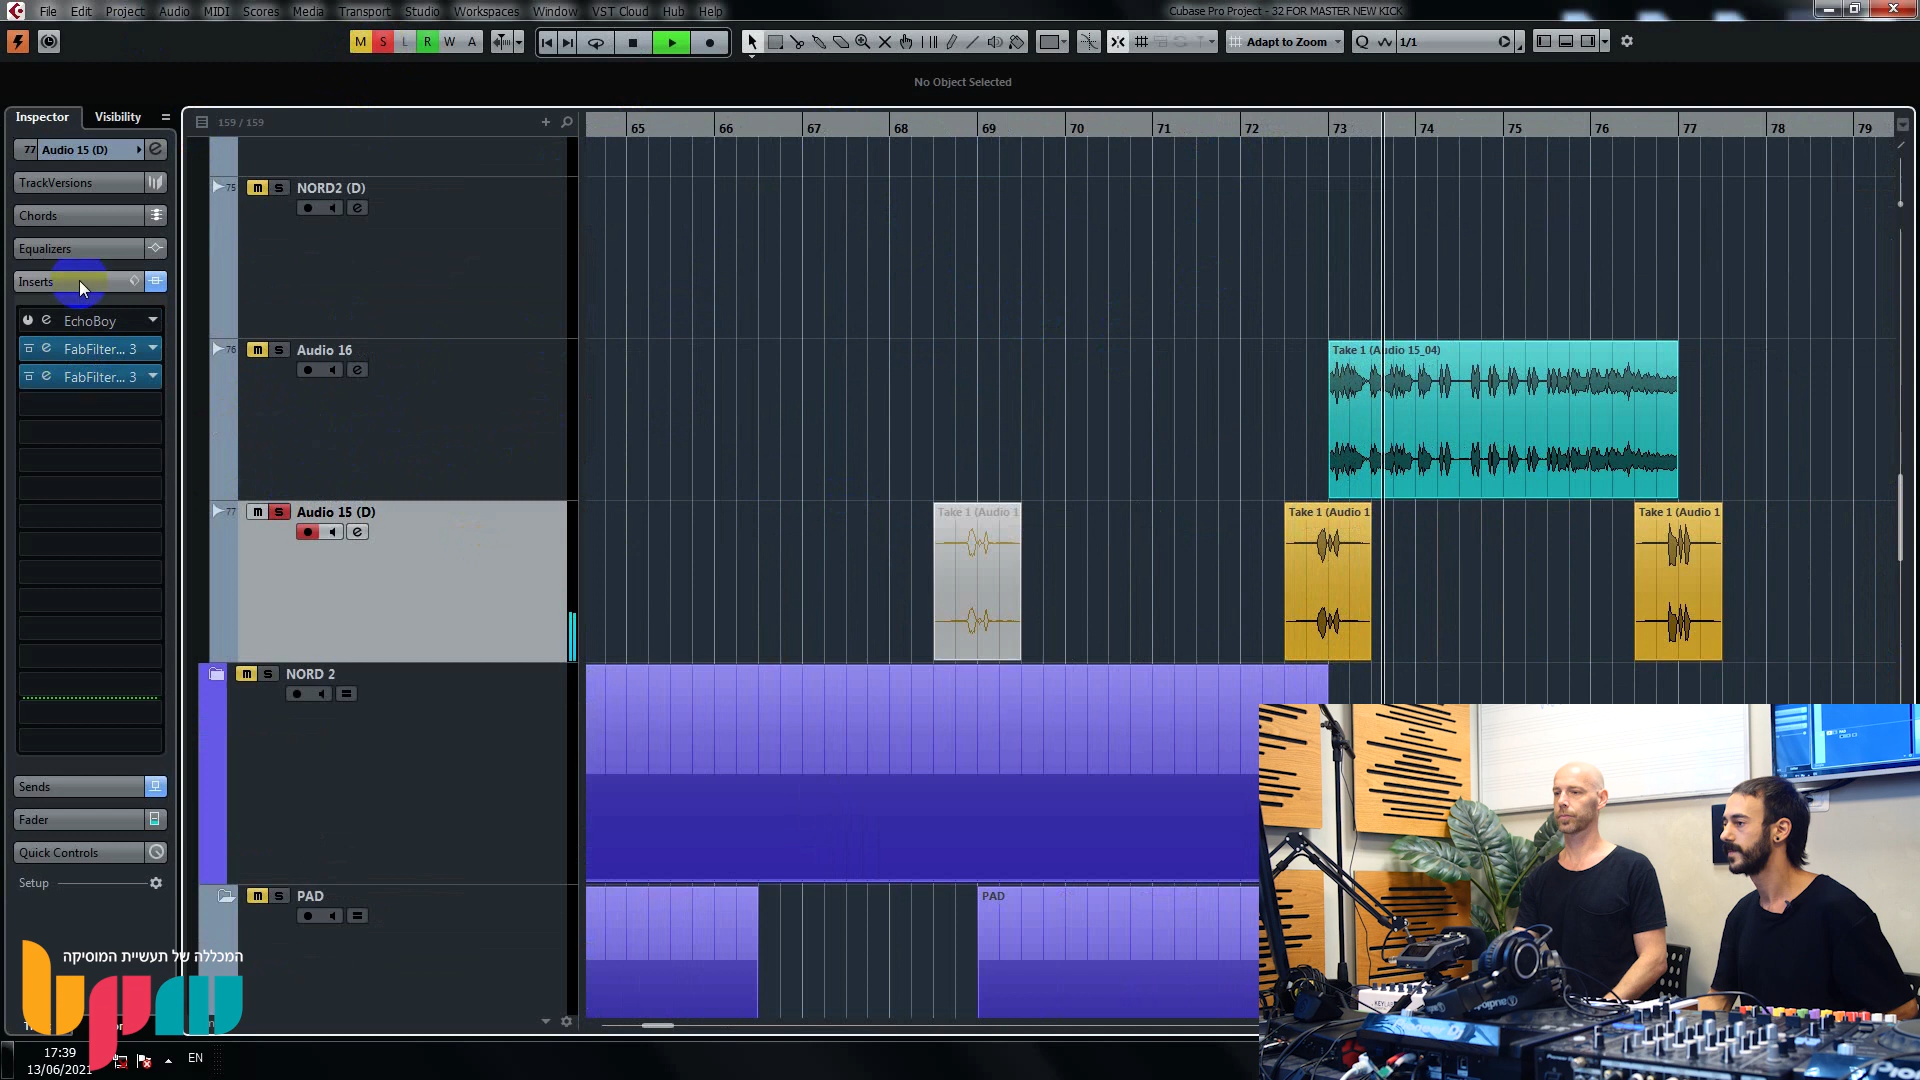 File Edit Project Audio MIDI Scores Media Transport Studio Workspaces Window VST Cloud Hub Help
Cubase Pro Project - 32 FOR MASTER NEW KICK
M S L R W A
Adapt to Zoom
Q 1/1
No Object Selected
Inspector Visibility
159 / 159
65 66 67 68 69 70 71 72 73 74 75 76 77 78 79
77 Audio 15 (D)
TrackVersions
Chords
Equalizers
Inserts
EchoBoy
FabFilter... 3
FabFilter... 3
Sends
Fader
Quick Controls
Setup
75 m S NORD2 (D)
76 m S Audio 16
Take 1 (Audio 15_04)
77 m S Audio 15 (D)
Take 1 (Audio 1
Take 1 (Audio 1
Take 1 (Audio 1
m S NORD 2
m S PAD
PAD
המכללה של תעשיית המוסיקה
bpm
17:39
13/06/2021
EN